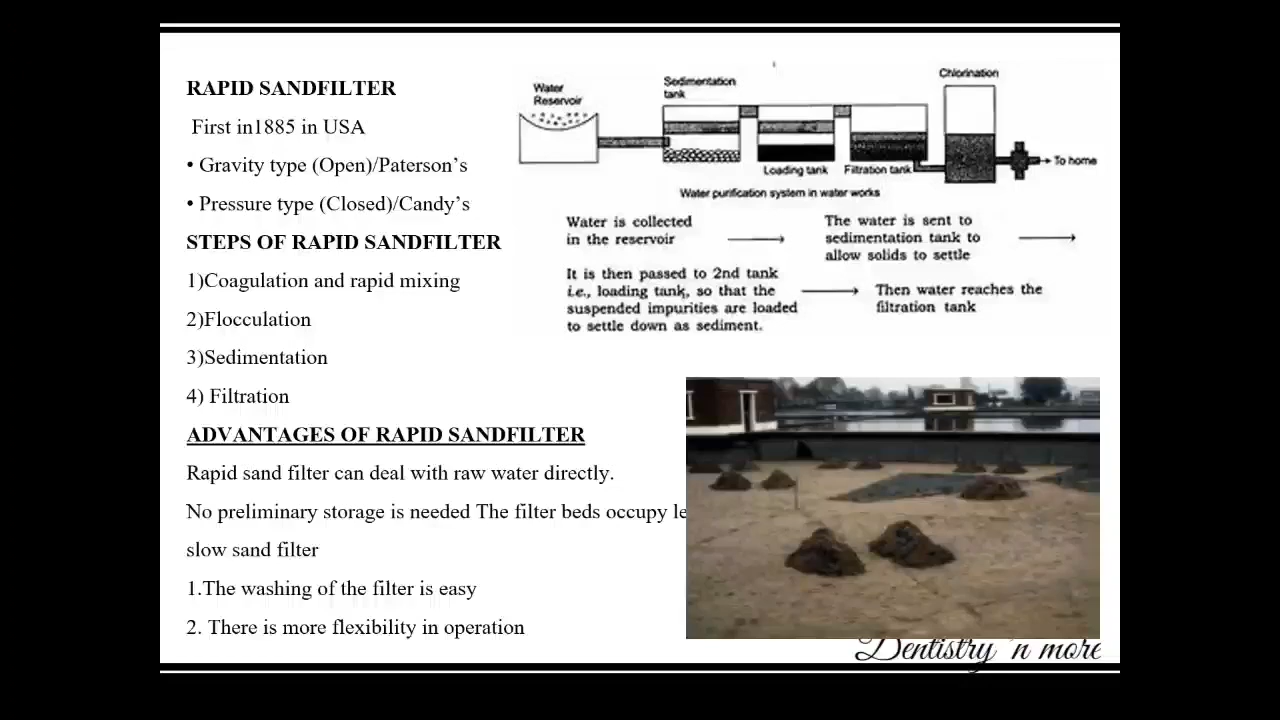 RAPID SANDFILTER
First in1885 in USA
• Gravity type (Open)/Paterson’s
• Pressure type (Closed)/Candy’s
STEPS OF RAPID SANDFILTER
1)Coagulation and rapid mixing
2)Flocculation
3)Sedimentation
4) Filtration
ADVANTAGES OF RAPID SANDFILTER
Rapid sand filter can deal with raw water directly.
No preliminary storage is needed The filter beds occupy
slow sand filter
1.The washing of the filter is easy
2. There is more flexibility in operation
Water
Reservoir
Sedimentation
tank
Chlorination
Loading tank
Filtration tank
To home
Water purification system in water works
Water is collected
in the reservoir
The water is sent to
sedimentation tank to
allow solids to settle
It is then passed to 2nd tank
i.e., loading tank, so that the
suspended impurities are loaded
to settle down as sediment.
Then water reaches the
filtration tank
Dentistry 'n more